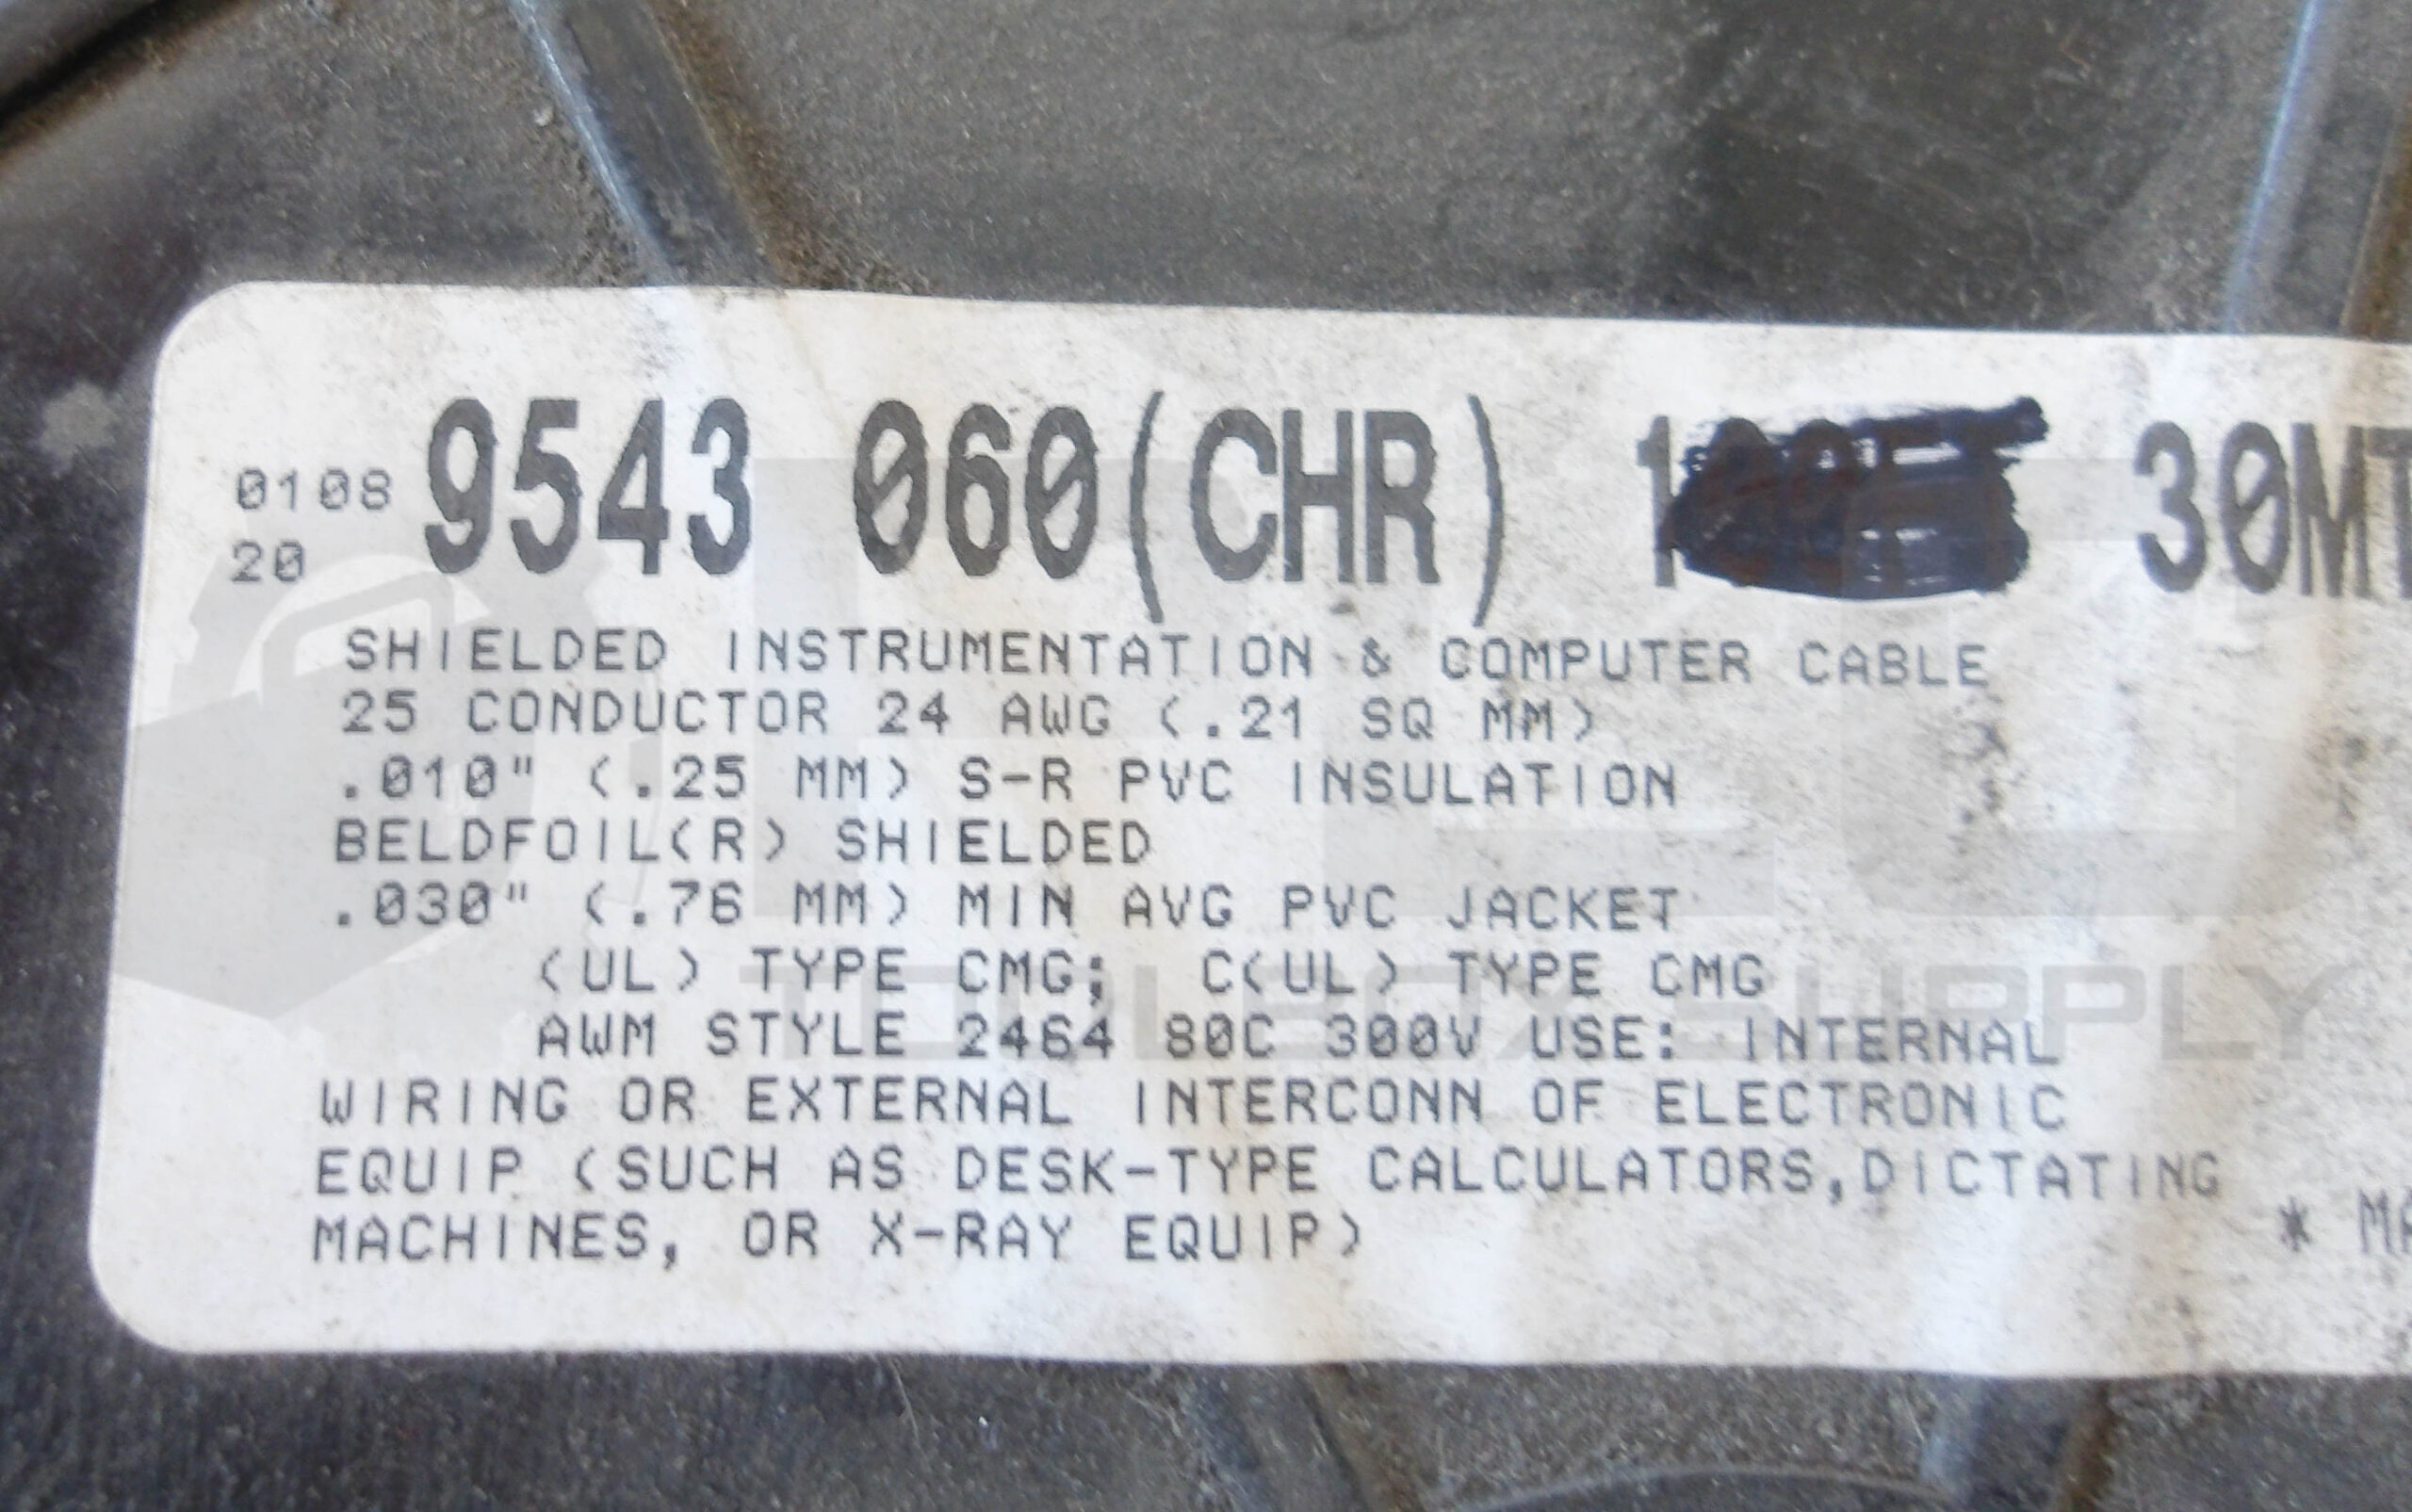 0108 9543 060(CHR) 30MT
20
SHIELDED INSTRUMENTATION & COMPUTER CABLE
25 CONDUCTOR 24 AWG (.21 SQ MM)
.010" (.25 MM) S-R PVC INSULATION
BELDFOIL(R) SHIELDED
.030" (.76 MM) MIN AVG PVC JACKET
(UL) TYPE CMG; C(UL) TYPE CMG
AWM STYLE 2464 80C 300V USE: INTERNAL
WIRING OR EXTERNAL INTERCONN OF ELECTRONIC
EQUIP (SUCH AS DESK-TYPE CALCULATORS,DICTATING
MACHINES, OR X-RAY EQUIP)
* MA
TOOLBOX SUPPLY